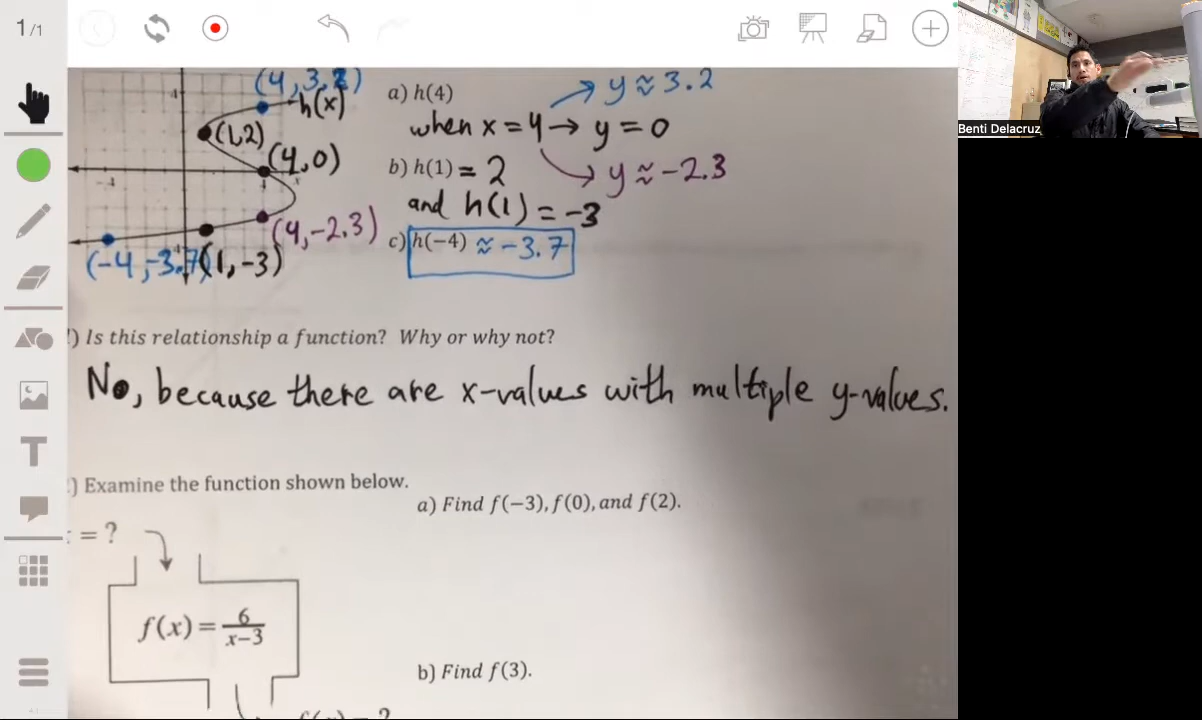 1/1
(4,3.2)
h(x)
(1,2)
(4,0)
(4,-2.3)
(-4,-3.7)
(1,-3)
-4
4
a) h(4)
→ y ≈ 3.2
when x = 4 → y = 0
→ y ≈ -2.3
b) h(1) = 2
and h(1) = -3
c) h(-4) ≈ -3.7
) Is this relationship a function? Why or why not?
No, because there are x-values with multiple y-values.
) Examine the function shown below.
a) Find f(−3), f(0), and f(2).
= ?
f(x) = 6/x−3
b) Find f(3).
Benti Delacruz
T